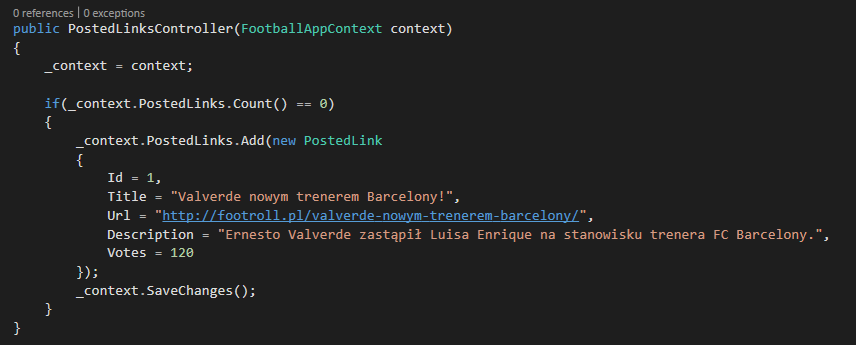 0 references | 0 exceptions
public PostedLinksController(FootballAppContext context)
{
    _context = context;

    if(_context.PostedLinks.Count() == 0)
    {
        _context.PostedLinks.Add(new PostedLink
        {
            Id = 1,
            Title = "Valverde nowym trenerem Barcelony!",
            Url = "http://footroll.pl/valverde-nowym-trenerem-barcelony/",
            Description = "Ernesto Valverde zastąpił Luisa Enrique na stanowisku trenera FC Barcelony.",
            Votes = 120
        });
        _context.SaveChanges();
    }
}